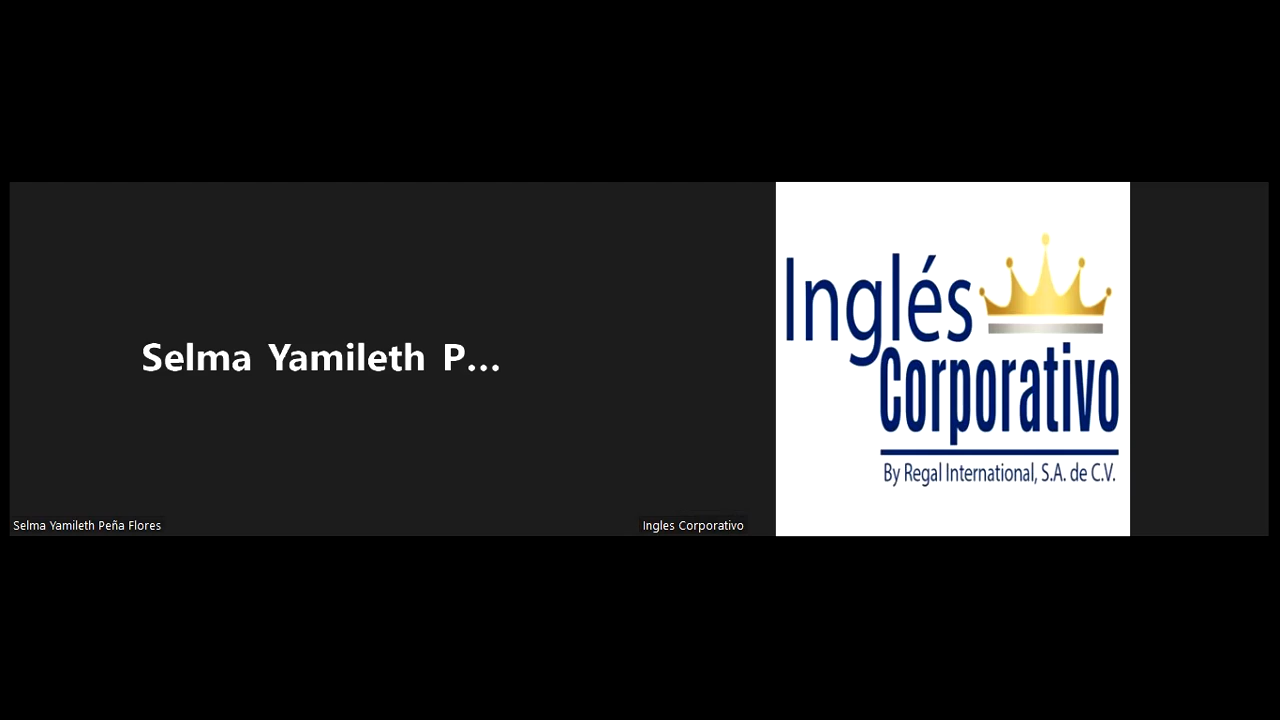 Selma Yamileth P...
Selma Yamileth Peña Flores
Ingles Corporativo
Inglés
Corporativo
By Regal International, S.A. de C.V.